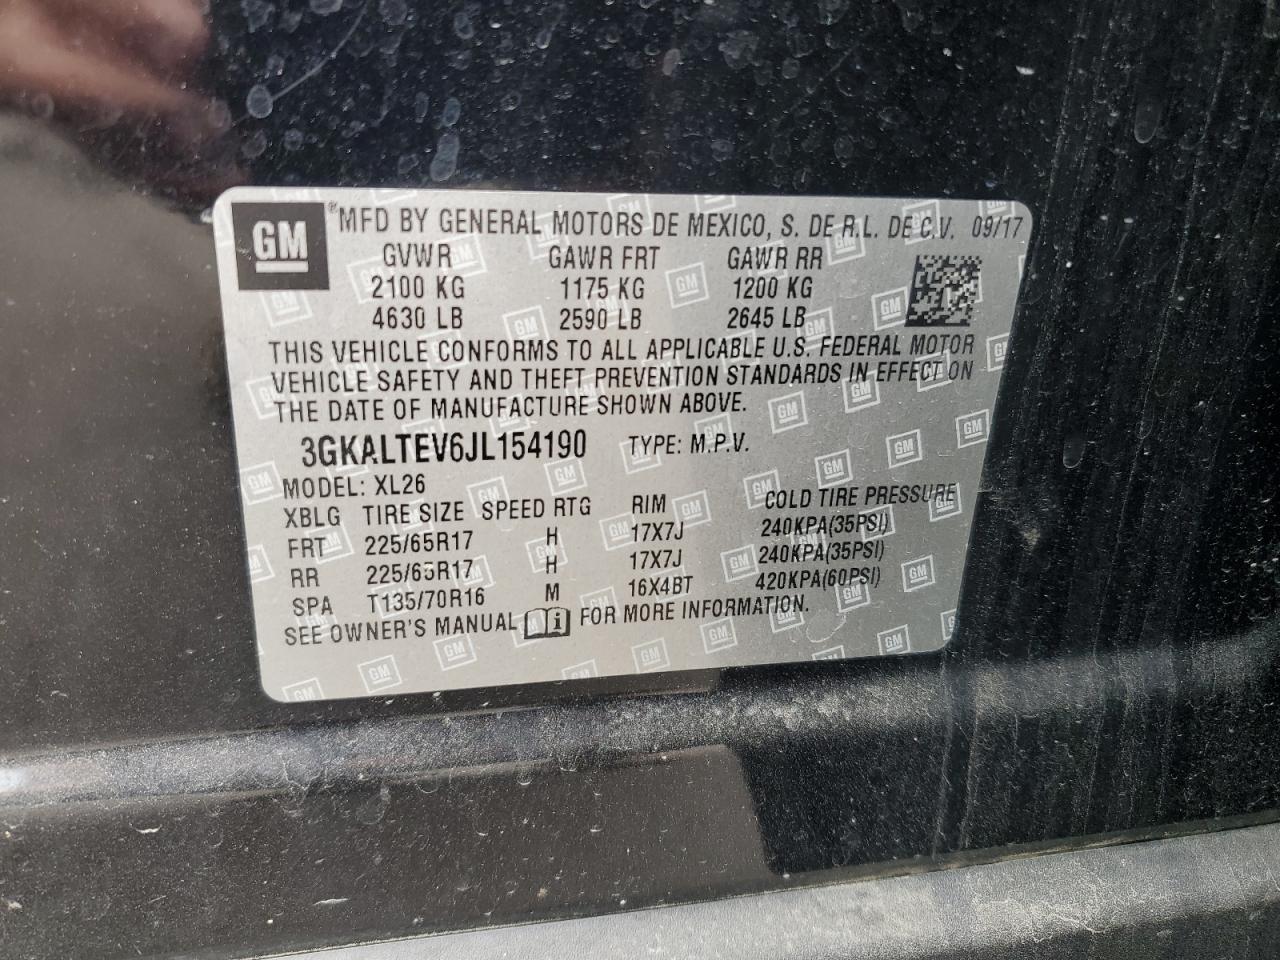 GM ®MFD BY GENERAL MOTORS DE MEXICO, S. DE R.L. DE C.V. 09/17
GVWR GAWR FRT GAWR RR
2100 KG 1175 KG 1200 KG
4630 LB 2590 LB 2645 LB
THIS VEHICLE CONFORMS TO ALL APPLICABLE U.S. FEDERAL MOTOR
VEHICLE SAFETY AND THEFT PREVENTION STANDARDS IN EFFECT ON
THE DATE OF MANUFACTURE SHOWN ABOVE.
3GKALTEV6JL154190 TYPE: M.P.V.
MODEL: XL26
XBLG TIRE SIZE SPEED RTG RIM COLD TIRE PRESSURE
FRT 225/65R17 H 17X7J 240KPA(35PSI)
RR 225/65R17 H 17X7J 240KPA(35PSI)
SPA T135/70R16 M 16X4BT 420KPA(60PSI)
SEE OWNER'S MANUAL i FOR MORE INFORMATION.